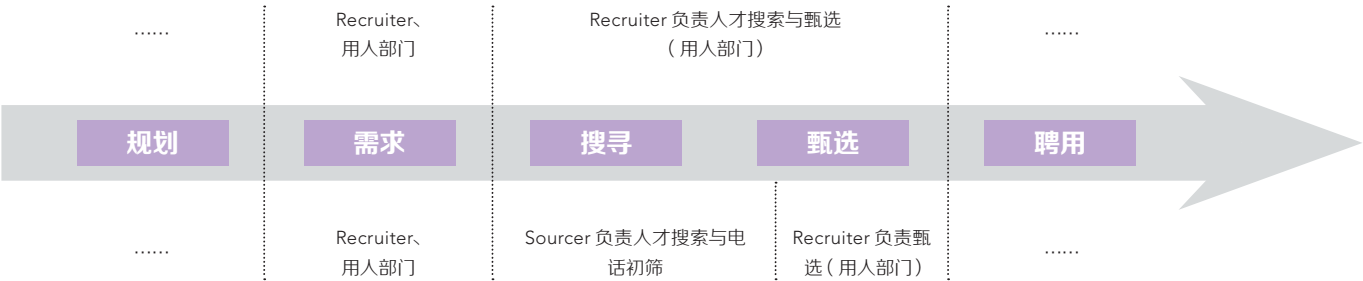 ……
Recruiter、
用人部门
Recruiter 负责人才搜索与甄选
（用人部门）
……
规划
需求
搜寻
甄选
聘用
……
Recruiter、
用人部门
Sourcer 负责人才搜索与电
话初筛
Recruiter 负责甄
选（用人部门）
……